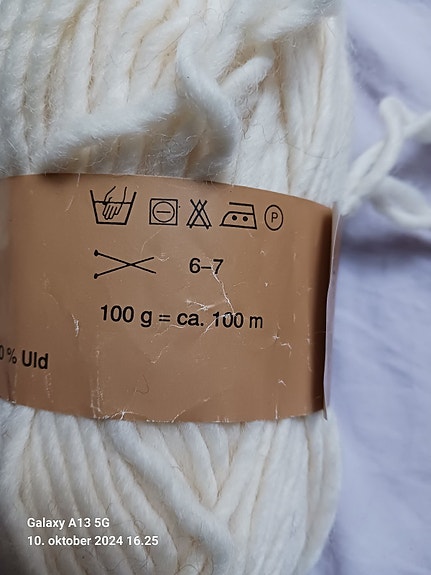 P
6–7
100 g = ca. 100 m
0% Uld
Galaxy A13 5G
10. oktober 2024 16.25